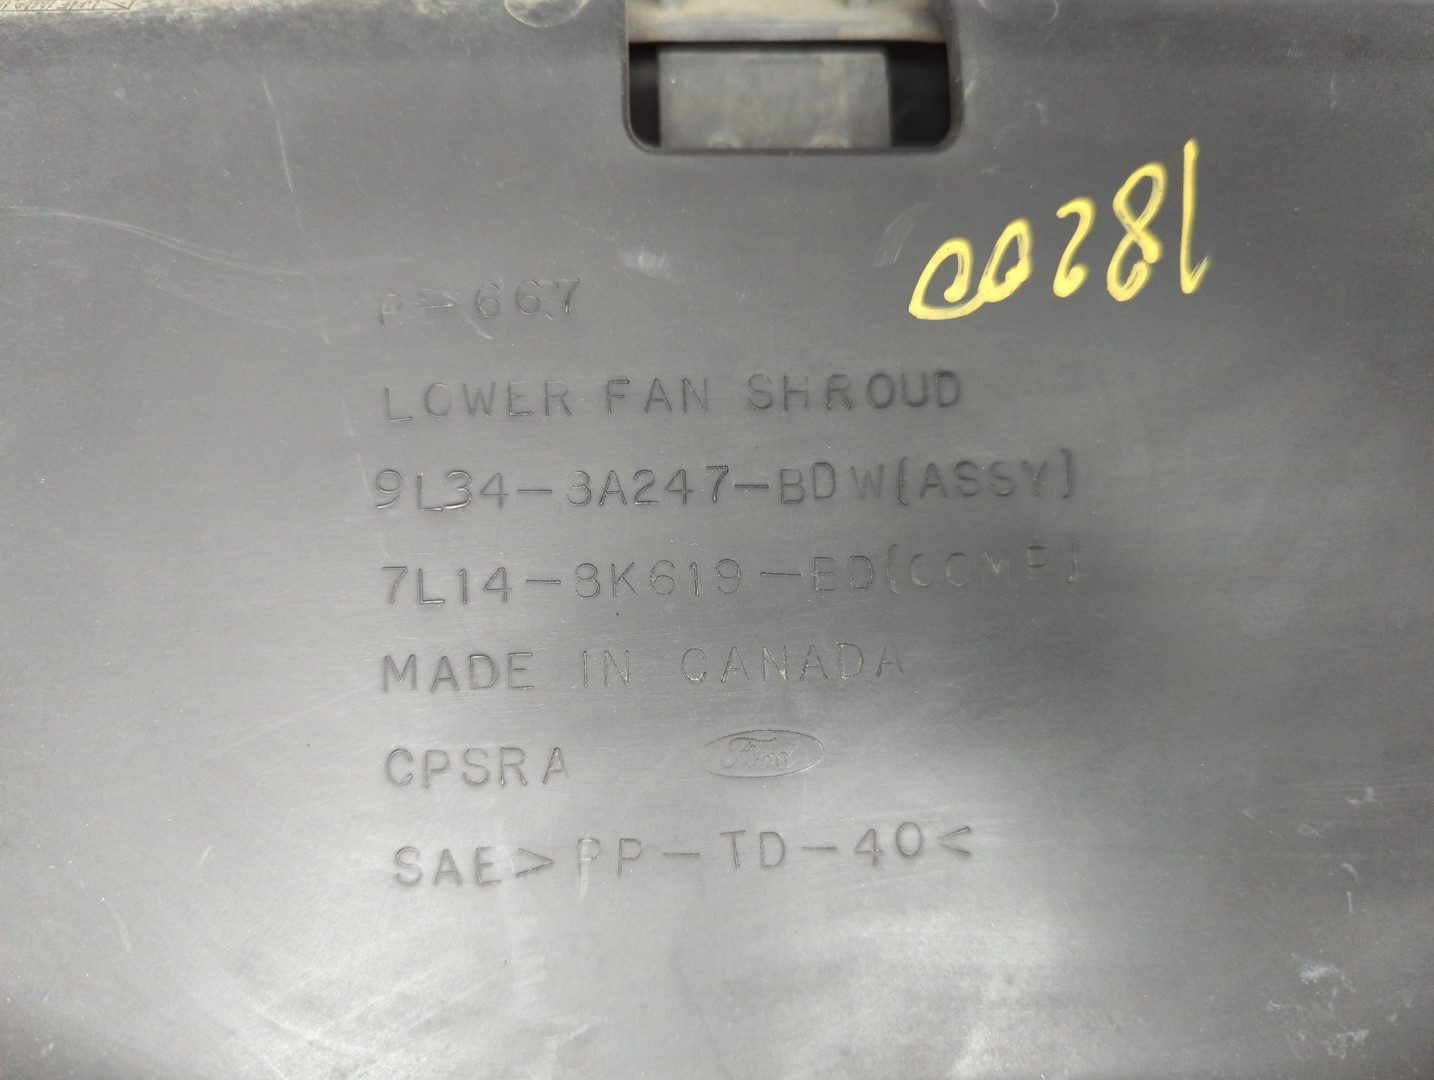 00281
P-667
LOWER FAN SHROUD
9L34-8A247-BDW(ASSY)
7L14-8K619-BD(COMP)
MADE IN CANADA
CPSRA Ford
SAE>PP-TD-40<